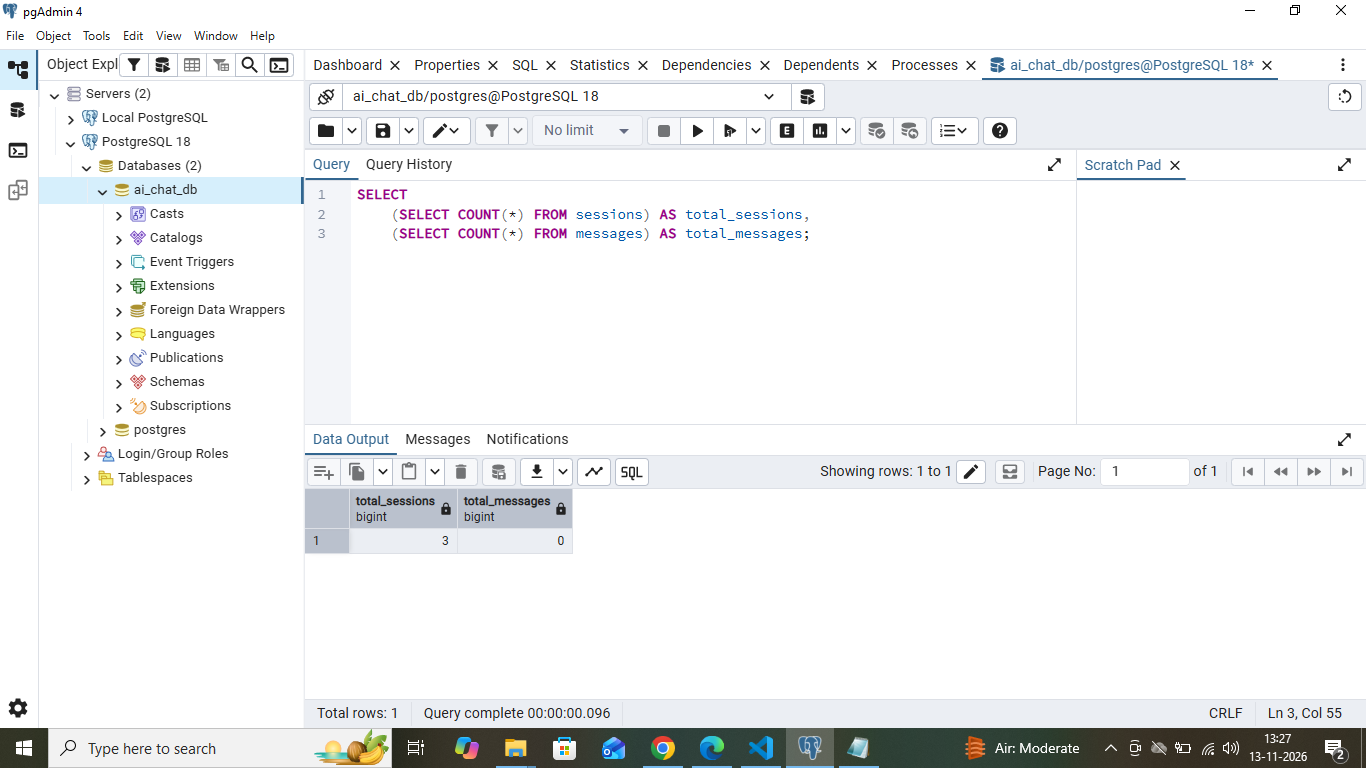 pgAdmin 4
File Object Tools Edit View Window Help
Object Expl
Servers (2)
Local PostgreSQL
PostgreSQL 18
Databases (2)
ai_chat_db
Casts
Catalogs
Event Triggers
Extensions
Foreign Data Wrappers
Languages
Publications
Schemas
Subscriptions
postgres
Login/Group Roles
Tablespaces
Dashboard Properties SQL Statistics Dependencies Dependents Processes ai_chat_db/postgres@PostgreSQL 18*
ai_chat_db/postgres@PostgreSQL 18
No limit E
Query Query History
Scratch Pad
1 SELECT
2 (SELECT COUNT(*) FROM sessions) AS total_sessions,
3 (SELECT COUNT(*) FROM messages) AS total_messages;
Data Output Messages Notifications
SQL Showing rows: 1 to 1 Page No: 1 of 1
total_sessions total_messages
bigint bigint
1 3 0
Total rows: 1 Query complete 00:00:00.096 CRLF Ln 3, Col 55
Type here to search Air: Moderate 13:27
13-11-2026 2